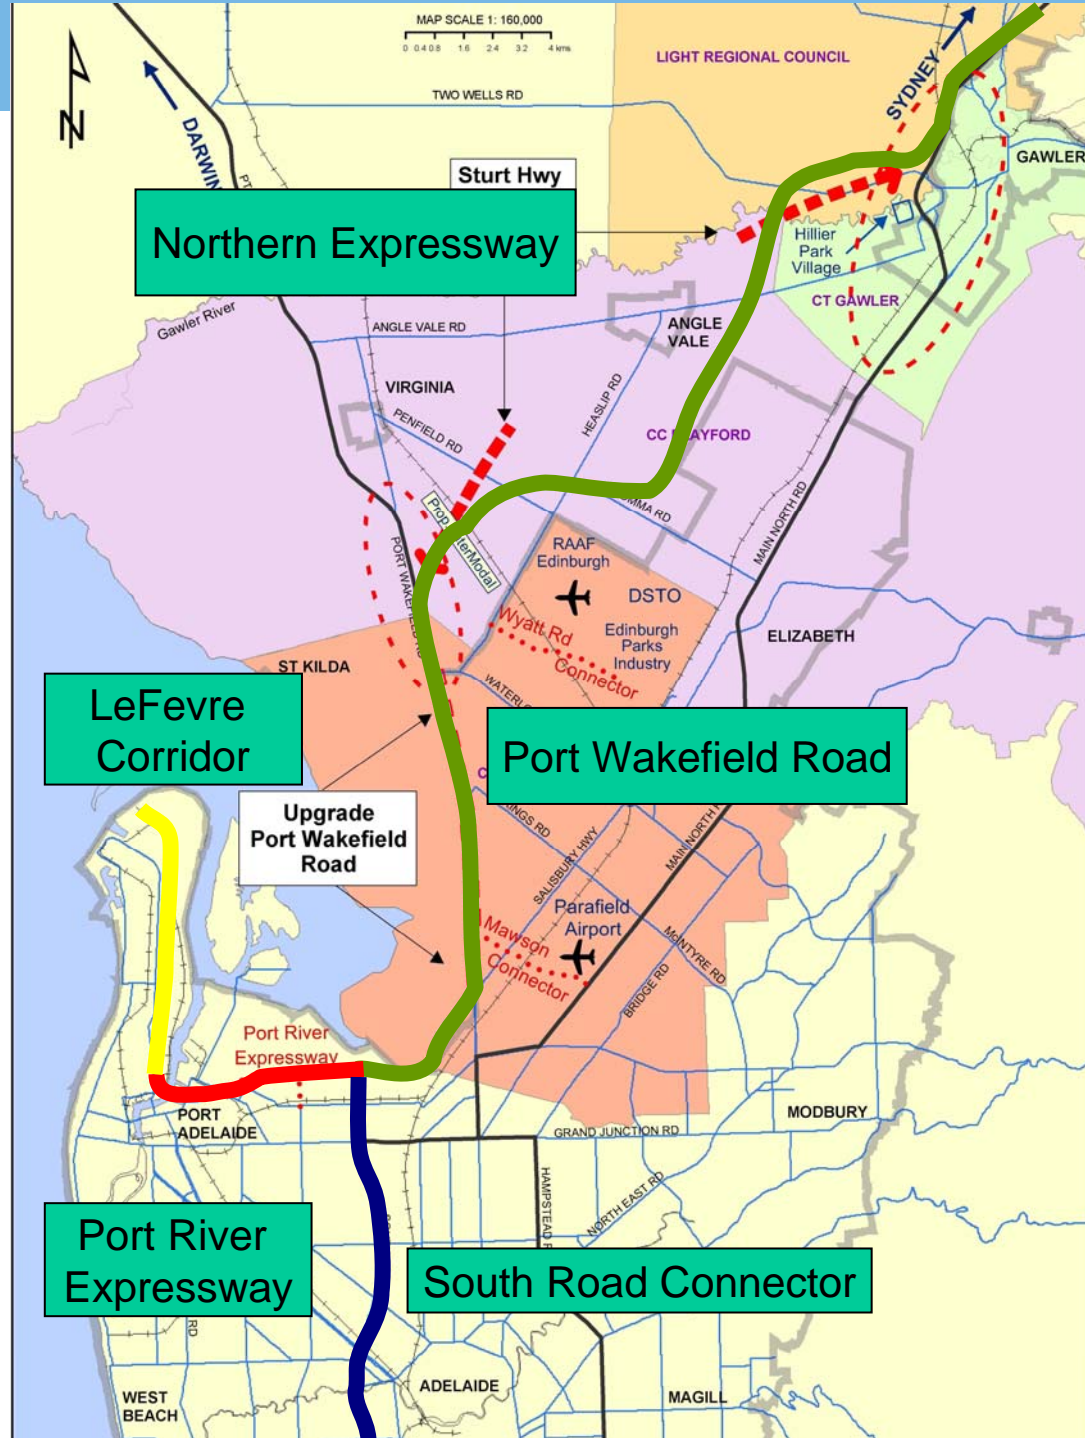 MAP SCALE 1: 160,000
0 0.4 0.8 1.6 2.4 3.2 4 kms
N
LIGHT REGIONAL COUNCIL
SYDNEY
TWO WELLS RD
DARWIN
GAWLER
Sturt Hwy
Northern Expressway
Hillier
Park
Village
CT GAWLER
Gawler River
ANGLE VALE RD
ANGLE
VALE
VIRGINIA
HEASLIP RD
PENFIELD RD
MAIN NORTH RD
RAAF
Edinburgh
DSTO
PORT WAKEFIELD RD
Wyatt Rd
Connector
Edinburgh
Parks
Industry
ELIZABETH
ST KILDA
LeFevre
Corridor
Port Wakefield Road
Upgrade
Port Wakefield
Road
SALISBURY HWY
MAIN NORTH
Parafield
Airport
Mawson
Connector
McINTYRE RD
BRIDGE RD
Port River
Expressway
PORT
ADELAIDE
MODBURY
GRAND JUNCTION RD
HAMPSTEAD
NORTH EAST RD
Port River
Expressway
South Road Connector
RD
WEST
BEACH
ADELAIDE
MAGILL